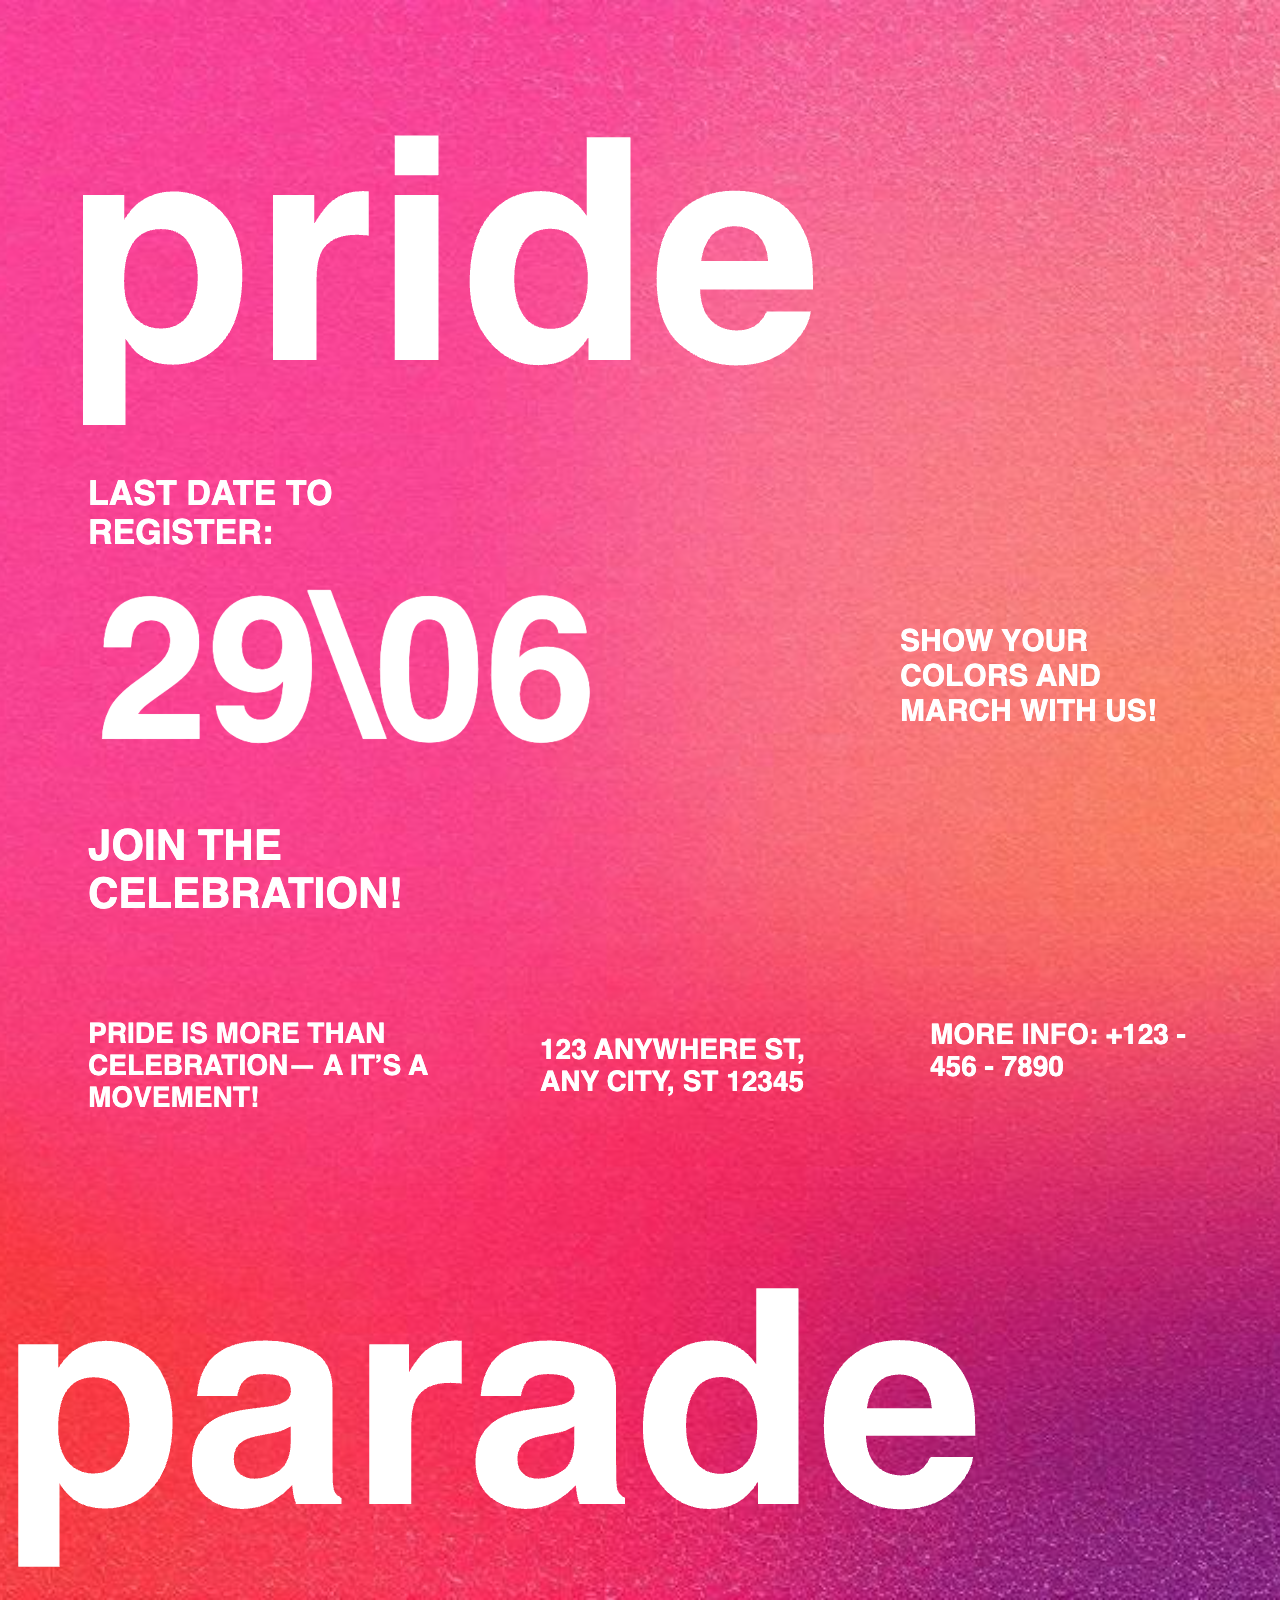 pride
LAST DATE TO
REGISTER:
29\06
SHOW YOUR
COLORS AND
MARCH WITH US!
JOIN THE
CELEBRATION!
PRIDE IS MORE THAN
CELEBRATION— A IT’S A
MOVEMENT!
123 ANYWHERE ST,
ANY CITY, ST 12345
MORE INFO: +123 -
456 - 7890
parade